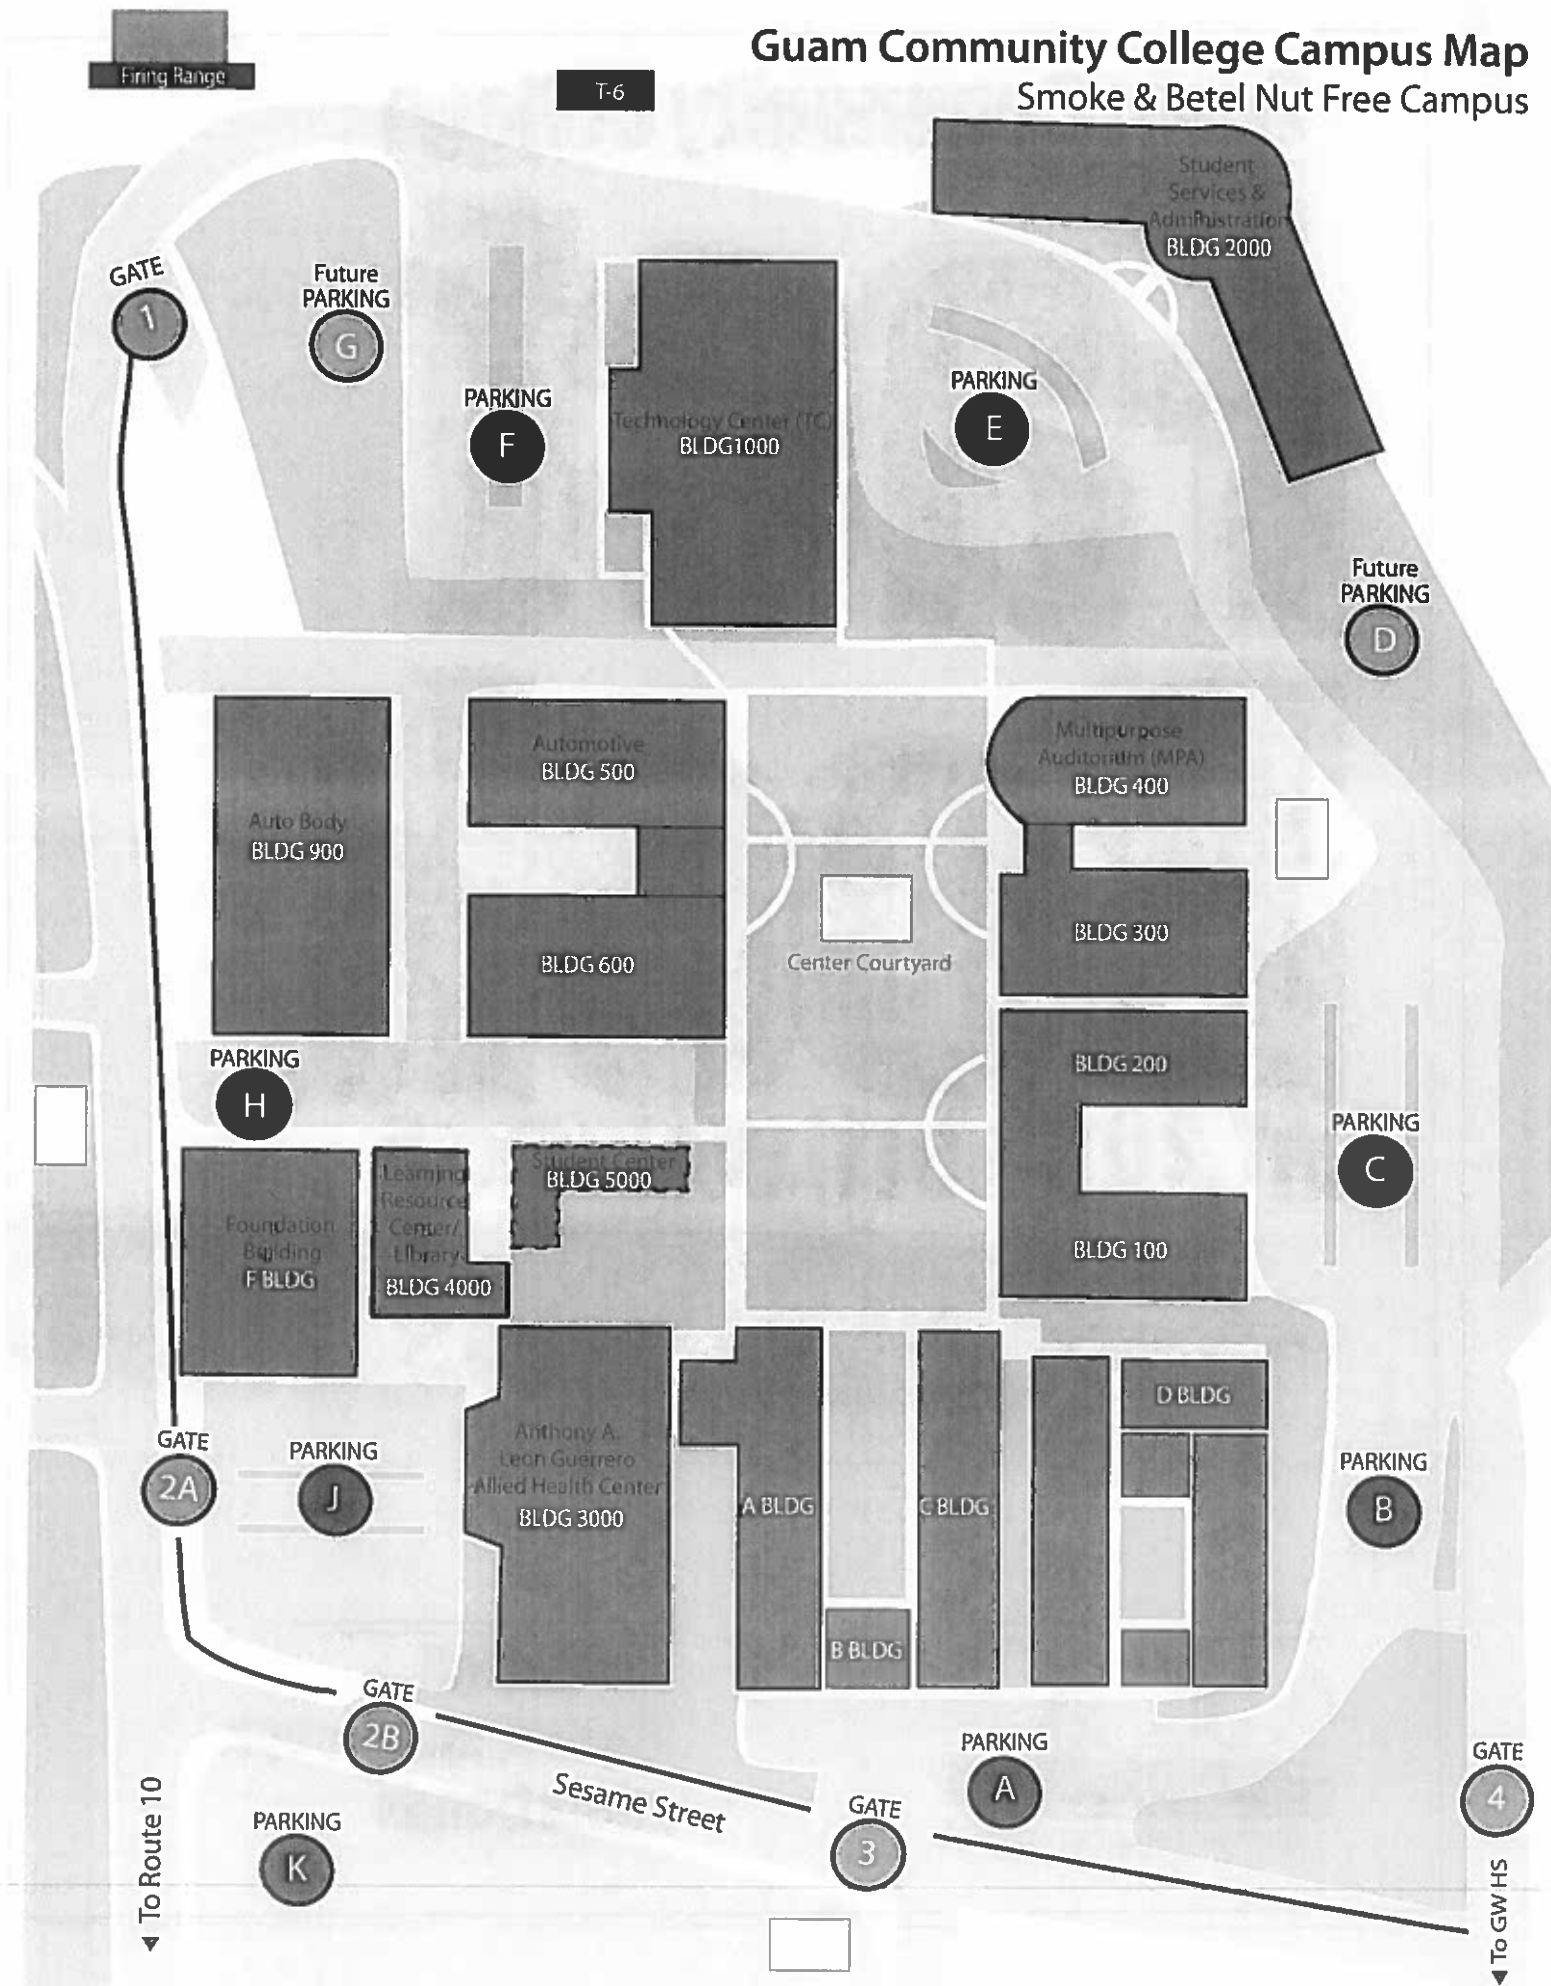 Guam Community College Campus Map
Smoke & Betel Nut Free Campus
Firing Range
T-6
Student
Services &
Administration
BLDG 2000
GATE
1
Future
PARKING
G
PARKING
F
Technology Center (TC)
BLDG1000
PARKING
E
Future
PARKING
D
Auto Body
BLDG 900
Automotive
BLDG 500
BLDG 600
Multipurpose
Auditorium (MPA)
BLDG 400
BLDG 300
Center Courtyard
BLDG 200
BLDG 100
PARKING
H
PARKING
C
Foundation
Building
F BLDG
Learning
Resource
Center/
Library
BLDG 4000
Student Center
BLDG 5000
GATE
2A
PARKING
J
Anthony A.
Leon Guerrero
Allied Health Center
BLDG 3000
A BLDG
B BLDG
C BLDG
D BLDG
PARKING
B
GATE
2B
Sesame Street
PARKING
A
GATE
3
GATE
4
PARKING
K
To Route 10
To GW HS